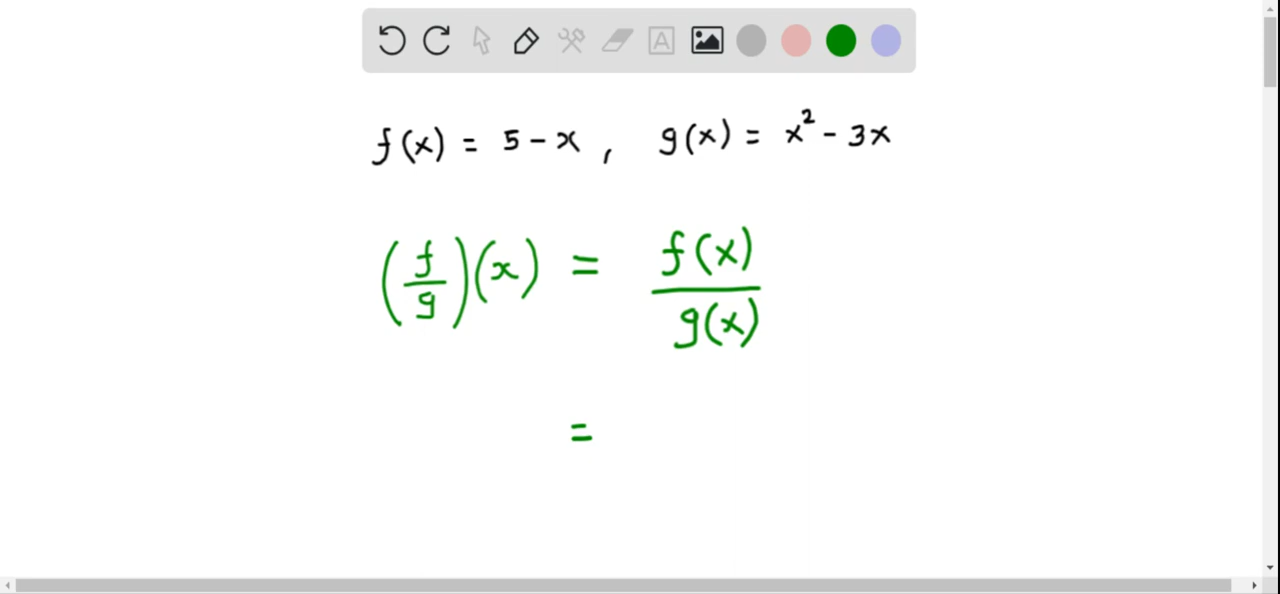 f(x) = 5 - x , g(x) = x² - 3x
(f/g)(x) = f(x)/g(x)
=